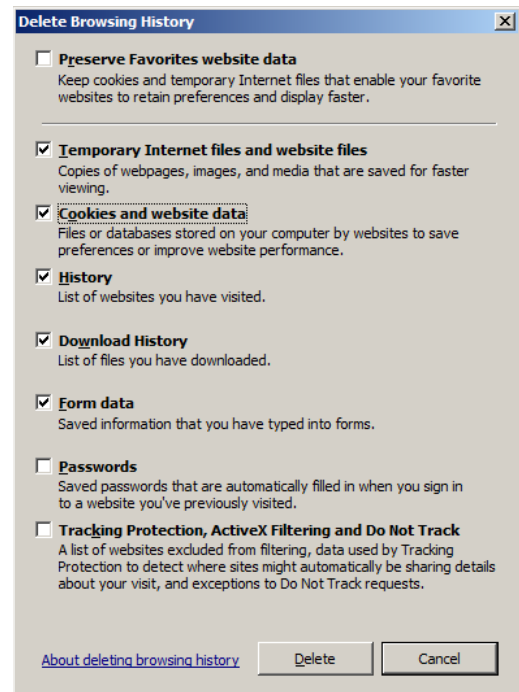 Delete Browsing History
Preserve Favorites website data
Keep cookies and temporary Internet files that enable your favorite
websites to retain preferences and display faster.
Temporary Internet files and website files
Copies of webpages, images, and media that are saved for faster
viewing.
Cookies and website data
Files or databases stored on your computer by websites to save
preferences or improve website performance.
History
List of websites you have visited.
Download History
List of files you have downloaded.
Form data
Saved information that you have typed into forms.
Passwords
Saved passwords that are automatically filled in when you sign in
to a website you've previously visited.
Tracking Protection, ActiveX Filtering and Do Not Track
A list of websites excluded from filtering, data used by Tracking
Protection to detect where sites might automatically be sharing details
about your visit, and exceptions to Do Not Track requests.
About deleting browsing history Delete Cancel